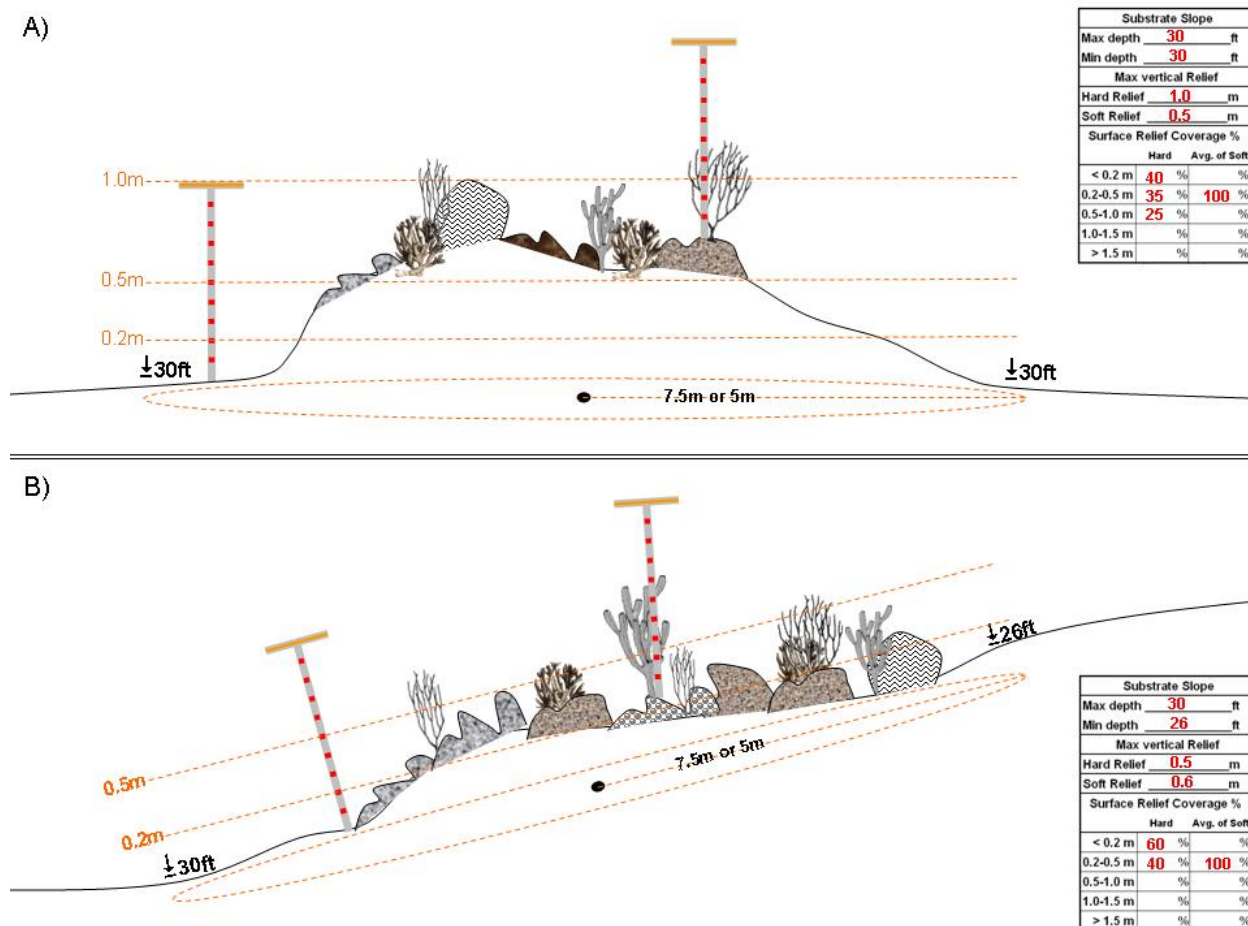 A)
1.0m
0.5m
0.2m
30ft
30ft
7.5m or 5m
Substrate Slope
Max depth 30 ft
Min depth 30 ft
Max vertical Relief
Hard Relief 1.0 m
Soft Relief 0.5 m
Surface Relief Coverage %
Hard Avg. of Soft
< 0.2 m 40 % %
0.2-0.5 m 35 % 100 %
0.5-1.0 m 25 % %
1.0-1.5 m % %
> 1.5 m % %
B)
0.5m
0.2m
30ft
26ft
7.5m or 5m
Substrate Slope
Max depth 30 ft
Min depth 26 ft
Max vertical Relief
Hard Relief 0.5 m
Soft Relief 0.6 m
Surface Relief Coverage %
Hard Avg. of Soft
< 0.2 m 60 % %
0.2-0.5 m 40 % 100 %
0.5-1.0 m % %
1.0-1.5 m % %
> 1.5 m % %